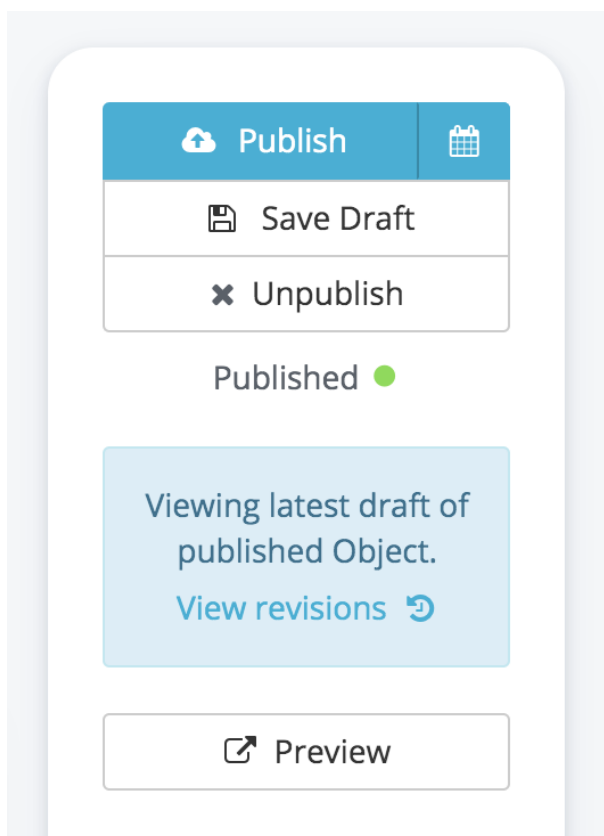 Publish
Save Draft
Unpublish
Published
Viewing latest draft of
published Object.
View revisions
Preview